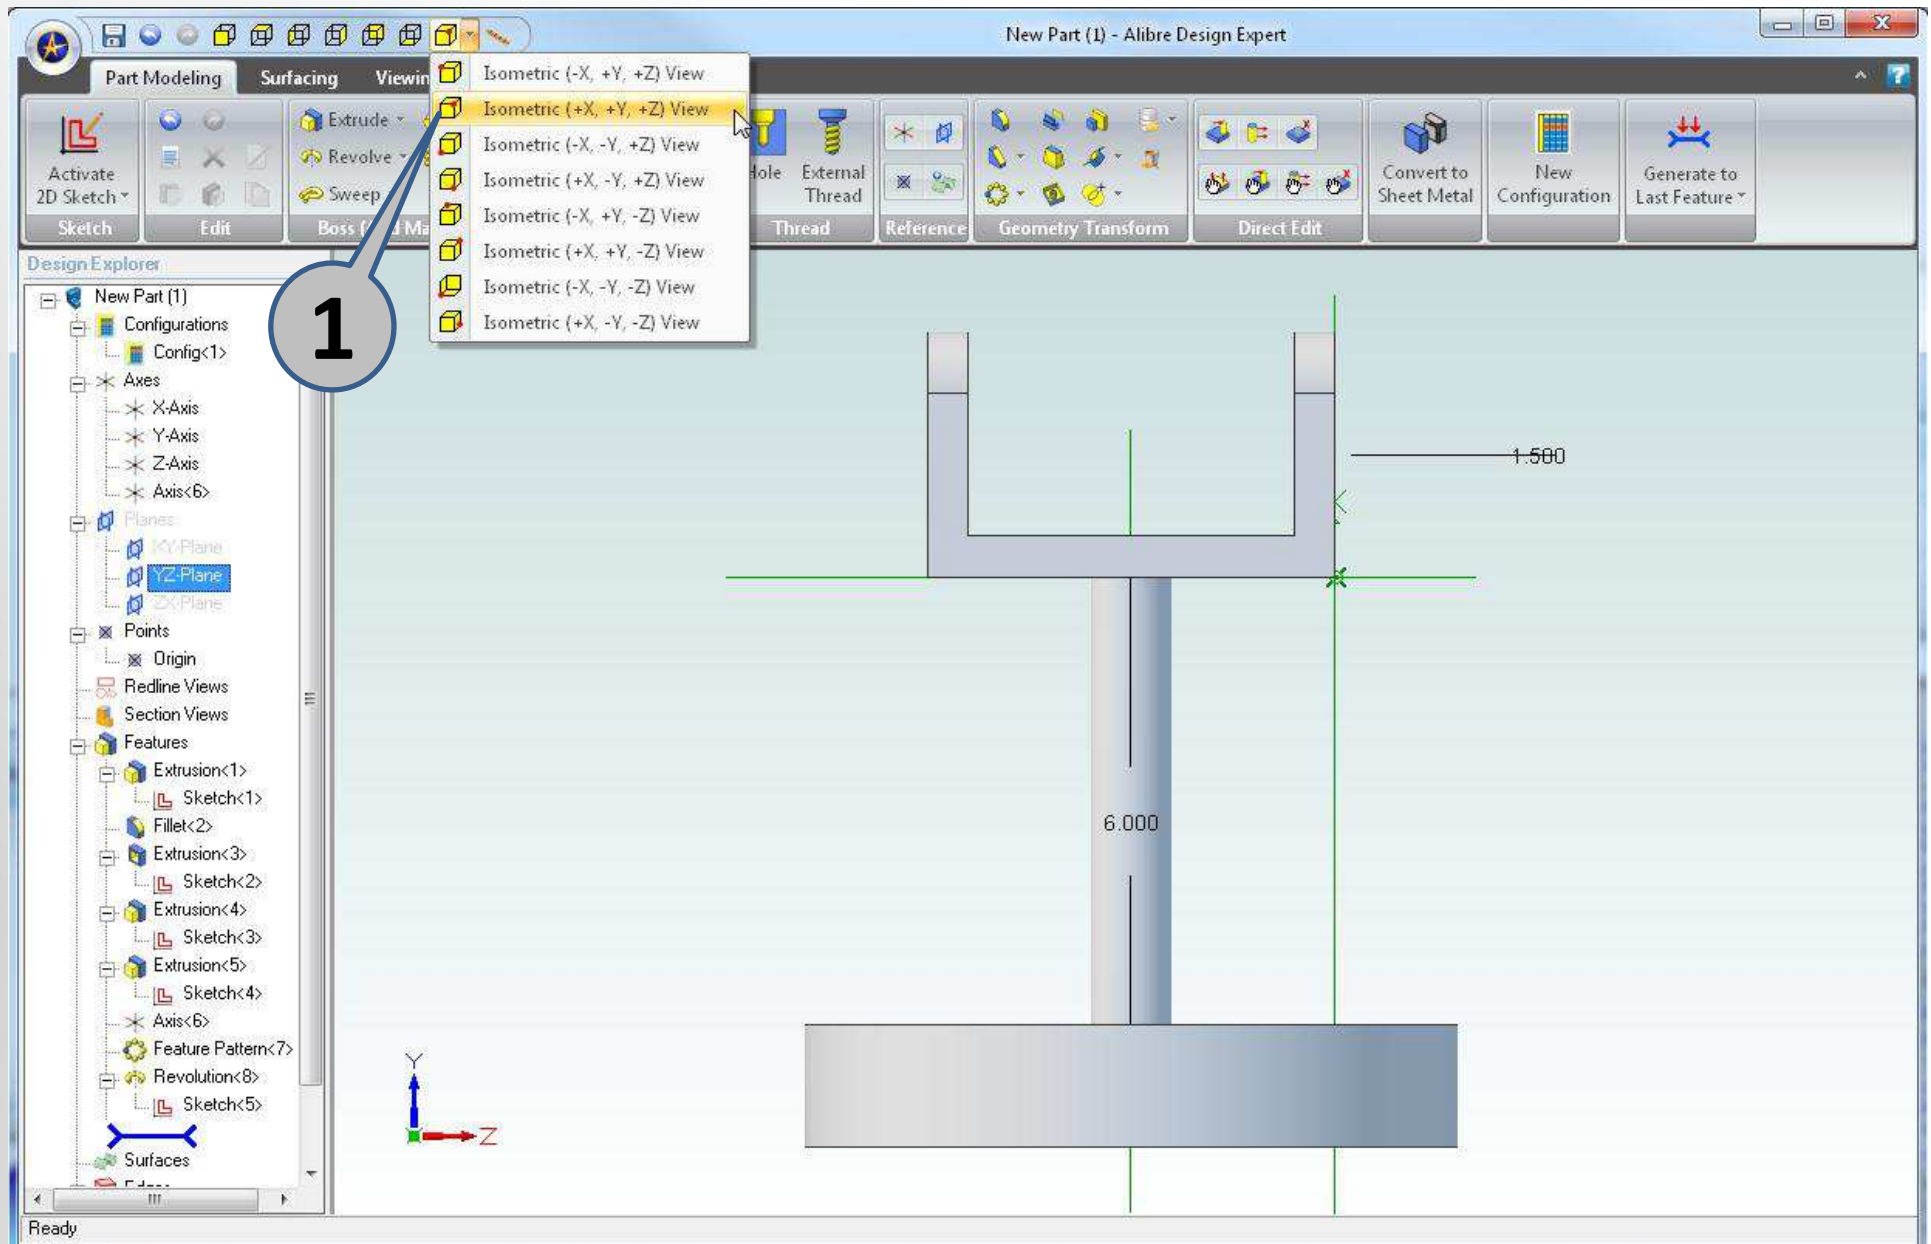 New Part (1) - Alibre Design Expert
Part Modeling
Surfacing
Isometric (-X, +Y, +Z) View
Isometric (+X, +Y, +Z) View
Isometric (-X, -Y, +Z) View
Isometric (+X, -Y, +Z) View
Isometric (-X, +Y, -Z) View
Isometric (+X, +Y, -Z) View
Isometric (-X, -Y, -Z) View
Isometric (+X, -Y, -Z) View
1
Activate
2D Sketch
Sketch
Edit
Extrude
Revolve
Sweep
Boss
External
Thread
Thread
Reference
Geometry Transform
Direct Edit
Convert to
Sheet Metal
New
Configuration
Generate to
Last Feature
Design Explorer
New Part (1)
Configurations
Config<1>
Axes
X-Axis
Y-Axis
Z-Axis
Axis<6>
Planes
XY-Plane
YZ-Plane
ZX-Plane
Points
Origin
Redline Views
Section Views
Features
Extrusion<1>
Sketch<1>
Fillet<2>
Extrusion<3>
Sketch<2>
Extrusion<4>
Sketch<3>
Extrusion<5>
Sketch<4>
Axis<6>
Feature Pattern<7>
Revolution<8>
Sketch<5>
Surfaces
1.500
6.000
Y
Z
Ready